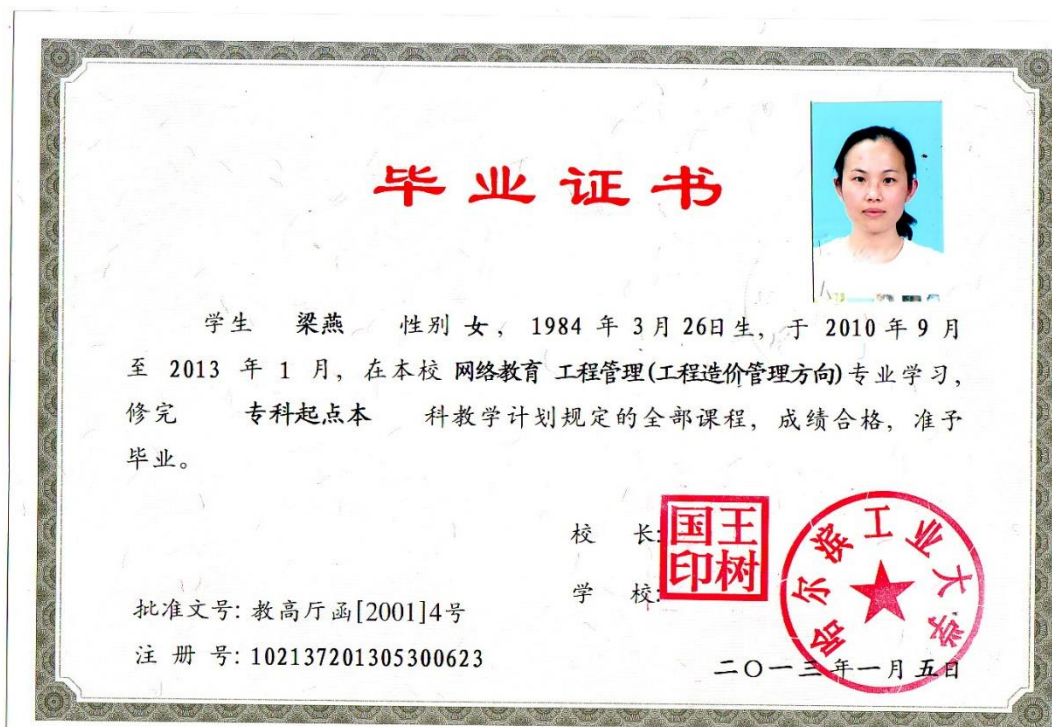 毕业证书
学生 梁燕 性别 女, 1984 年 3 月 26日生, 于 2010 年 9 月
至 2013 年 1 月, 在本校 网络教育 工程管理(工程造价管理方向) 专业学习,
修完 专科起点本 科教学计划规定的全部课程, 成绩合格, 准予
毕业。
校 长:
王树国印
学 校:
哈尔滨工业大学
批准文号: 教高厅函[2001]4号
注 册 号: 102137201305300623
二〇一三年一月五日